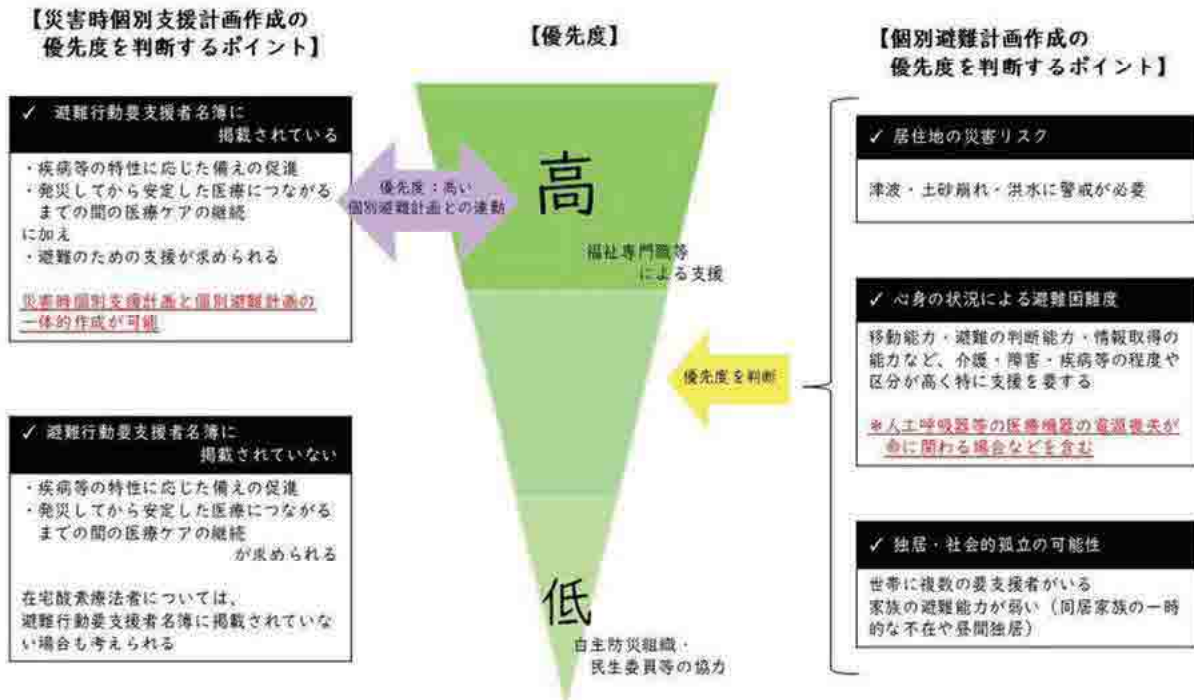 【災害時個別支援計画作成の
優先度を判断するポイント】
✓ 避難行動要支援者名簿に
掲載されている
・疾病等の特性に応じた備えの促進
・発災してから安定した医療につながる
までの間の医療ケアの継続
に加え
・避難のための支援が求められる
災害時個別支援計画と個別避難計画の
一体的作成が可能
✓ 避難行動要支援者名簿に
掲載されていない
・疾病等の特性に応じた備えの促進
・発災してから安定した医療につながる
までの間の医療ケアの継続
が求められる
在宅酸素療法者については、
避難行動要支援者名簿に掲載されていな
い場合も考えられる
【優先度】
優先度：高い
個別避難計画との連動
高
福祉専門職等
による支援
優先度を判断
低
自主防災組織・
民生委員等の協力
【個別避難計画作成の
優先度を判断するポイント】
✓ 居住地の災害リスク
津波・土砂崩れ・洪水に警戒が必要
✓ 心身の状況による避難困難度
移動能力・避難の判断能力・情報取得の
能力など、介護・障害・疾病等の程度や
区分が高く特に支援を要する
＊人工呼吸器等の医療機器の電源喪失が
命に関わる場合などを含む
✓ 独居・社会的孤立の可能性
世帯に複数の要支援者がいる
家族の避難能力が弱い（同居家族の一時
的な不在や昼間独居）